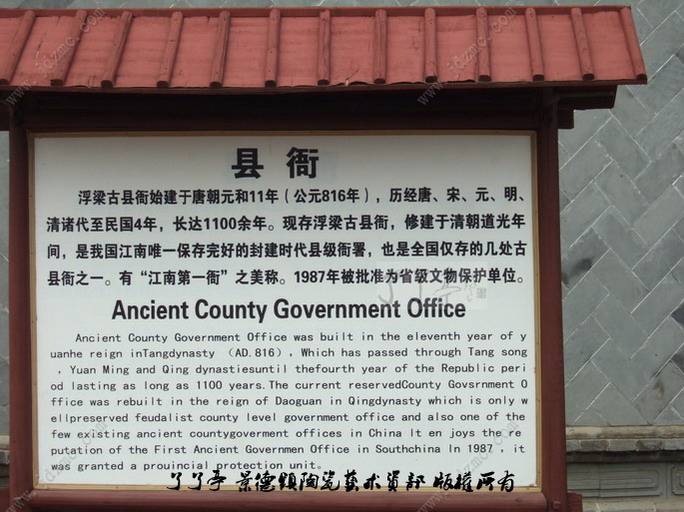 县 衙
浮梁古县衙始建于唐朝元和11年（公元816年），历经唐、宋、元、明、
清诸代至民国4年，长达1100余年。现存浮梁古县衙，修建于清朝道光年
间，是我国江南唯一保存完好的封建时代县级衙署，也是全国仅存的几处古
县衙之一。有“江南第一衙”之美称。1987年被批准为省级文物保护单位。
Ancient County Government Office
Ancient County Government Office was built in the eleventh year of y
uanhe reign inTangdynasty （AD.816）, Which has passed through Tang song
, Yuan Ming and Qing dynastiesuntil thefourth year of the Republic peri
od lasting as long as 1100 years.The current reservedCounty Govsrnment O
ffice was rebuilt in the reign of Daoguan in Qingdynasty which is only w
ellpreserved feudalist county level government office and also one of the
few existing ancient countygoverment offices in China lt en joys the re
putation of the First Ancient Governmen Office in Southchina ln 1987 , it
was granted a prouincial protection unit.
了了亭 景德镇陶瓷艺术资部 版权所有